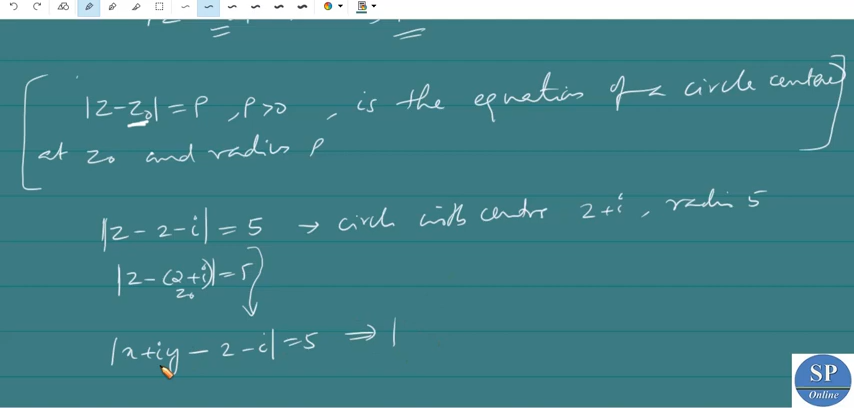 |z-z₀| = ρ , ρ>0 , is the equation of a circle centre
at z₀ and radius ρ
|z - 2 - i| = 5 → circle with centre 2+i , radius 5
|z - (2+i)| = 5
z₀
|x+iy - 2 - i| = 5 ⇒ |
SP
Online